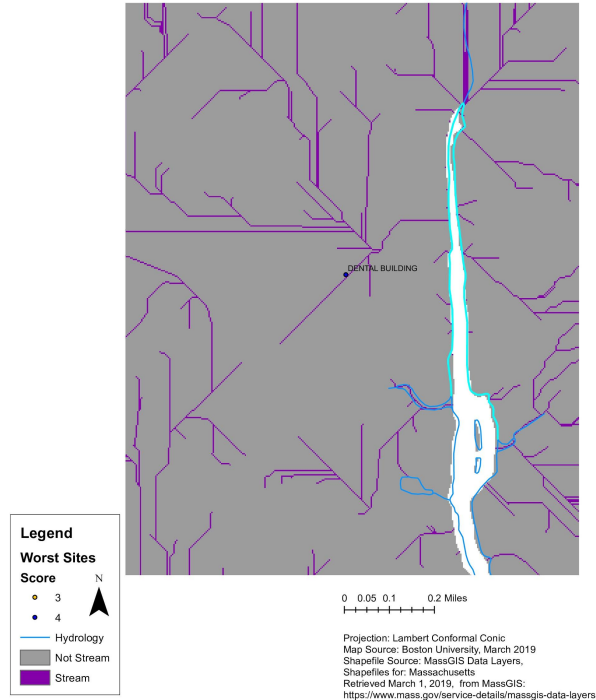 DENTAL BUILDING
Legend
Worst Sites
Score
N
3
4
Hydrology
Not Stream
Stream
0 0.05 0.1 0.2 Miles
Projection: Lambert Conformal Conic
Map Source: Boston University, March 2019
Shapefile Source: MassGIS Data Layers,
Shapefiles for: Massachusetts
Retrieved March 1, 2019, from MassGIS:
https://www.mass.gov/service-details/massgis-data-layers